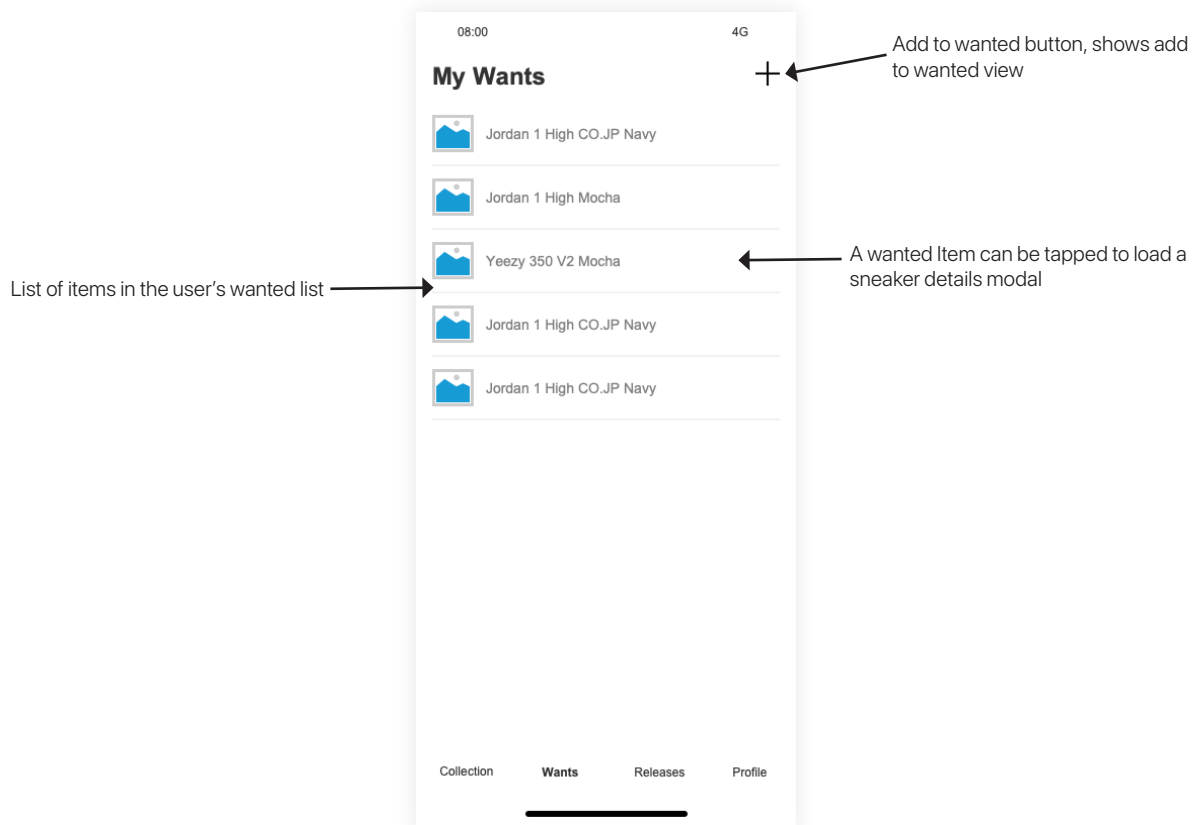 08:00
4G
Add to wanted button, shows add
to wanted view
My Wants
Jordan 1 High CO.JP Navy
Jordan 1 High Mocha
Yeezy 350 V2 Mocha
A wanted Item can be tapped to load a
sneaker details modal
List of items in the user’s wanted list
Jordan 1 High CO.JP Navy
Jordan 1 High CO.JP Navy
Collection
Wants
Releases
Profile